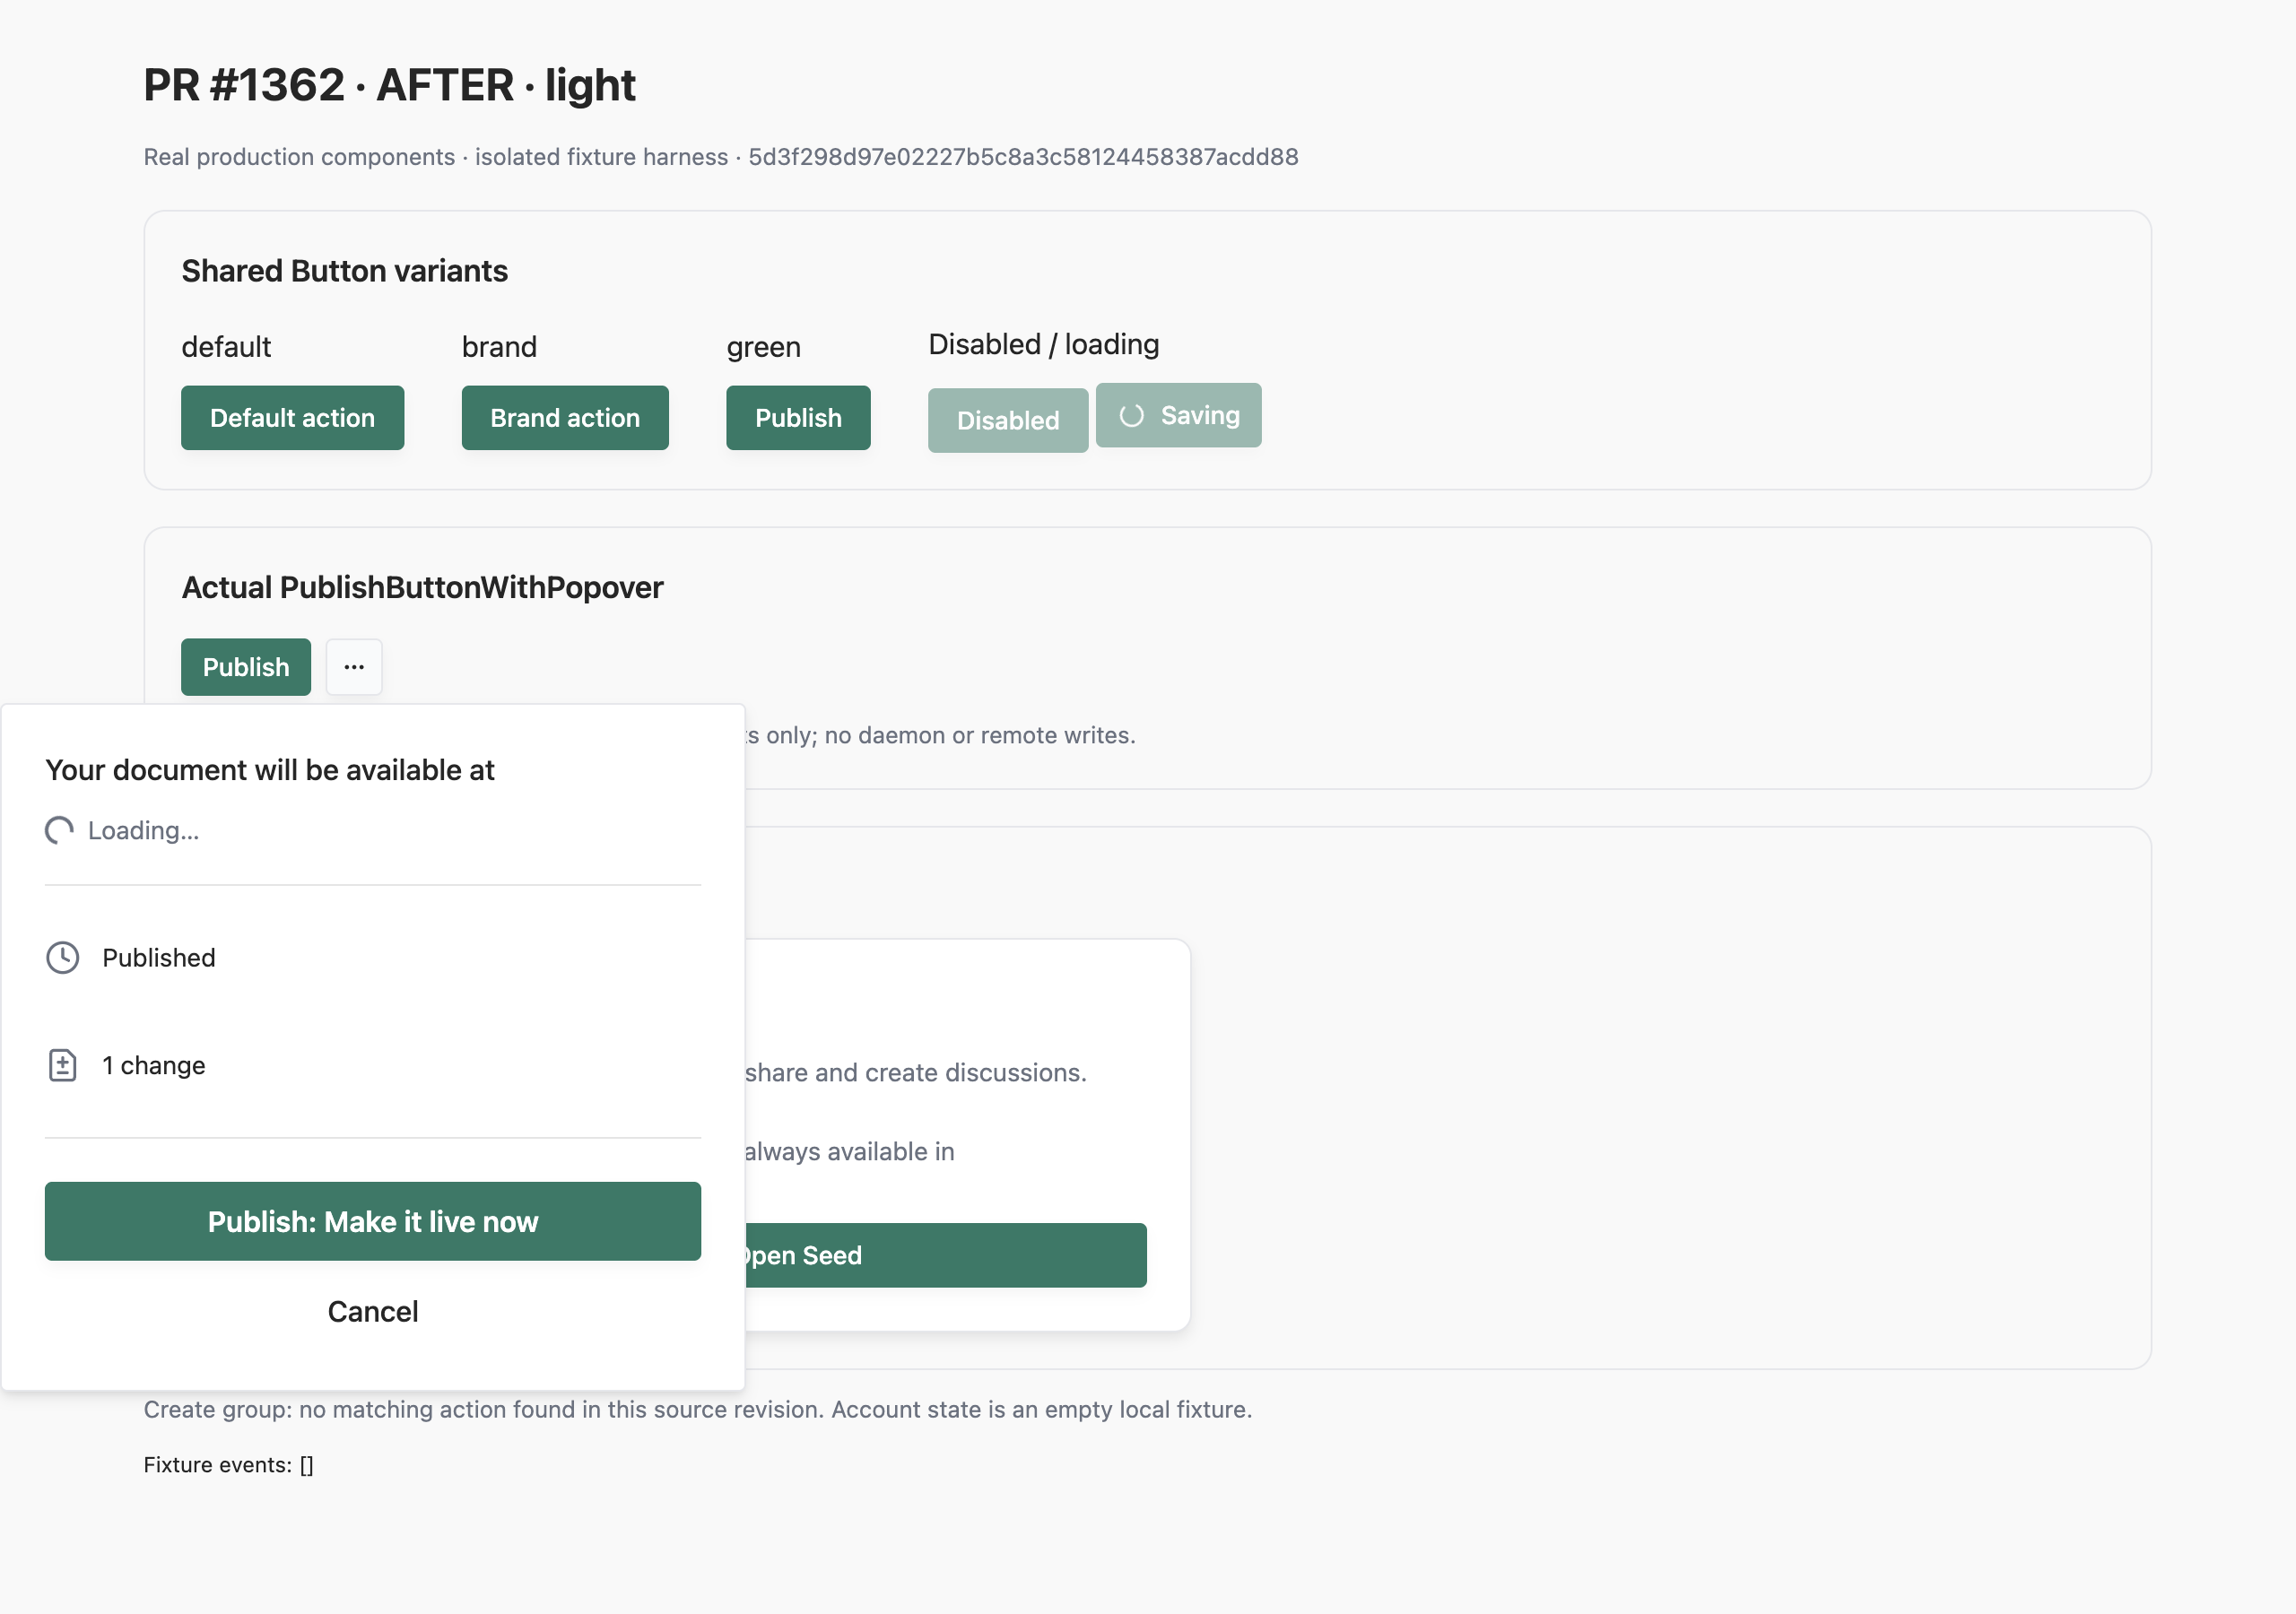 PR #1362 · AFTER · light
Real production components · isolated fixture harness · 5d3f298d97e02227b5c8a3c58124458387acdd88
Shared Button variants
default
brand
green
Disabled / loading
Default action
Brand action
Publish
Disabled
Saving
Actual PublishButtonWithPopover
Publish
only; no daemon or remote writes.
Your document will be available at
Loading...
Published
1 change
share and create discussions.
always available in
Publish: Make it live now
Open Seed
Cancel
Create group: no matching action found in this source revision. Account state is an empty local fixture.
Fixture events: []